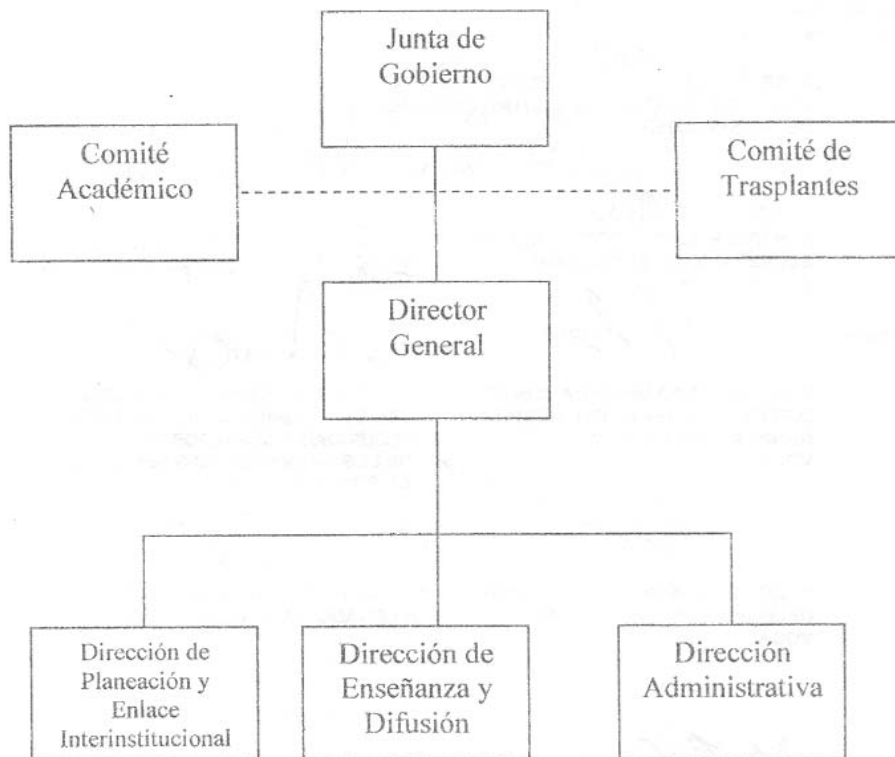 Junta de
Gobierno
Comité
Académico
Comité de
Trasplantes
Director
General
Dirección de
Planeación y
Enlace
Interinstitucional
Dirección de
Enseñanza y
Difusión
Dirección
Administrativa